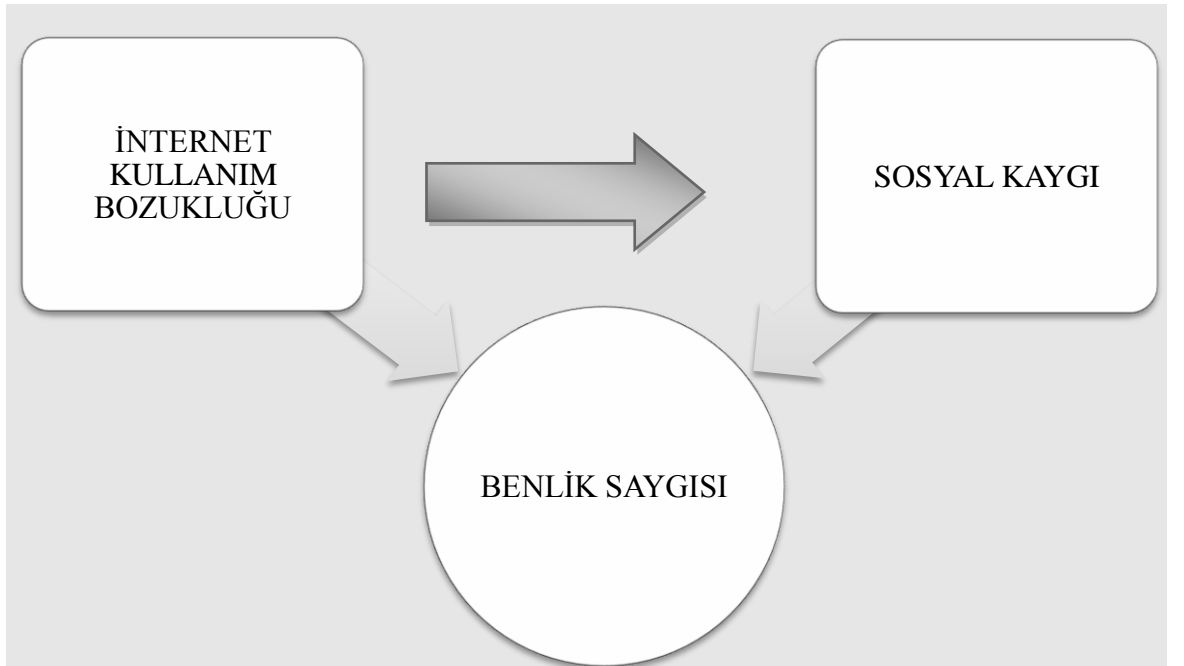 İNTERNET
KULLANIM
BOZUKLUĞU
SOSYAL KAYGI
BENLİK SAYGISI